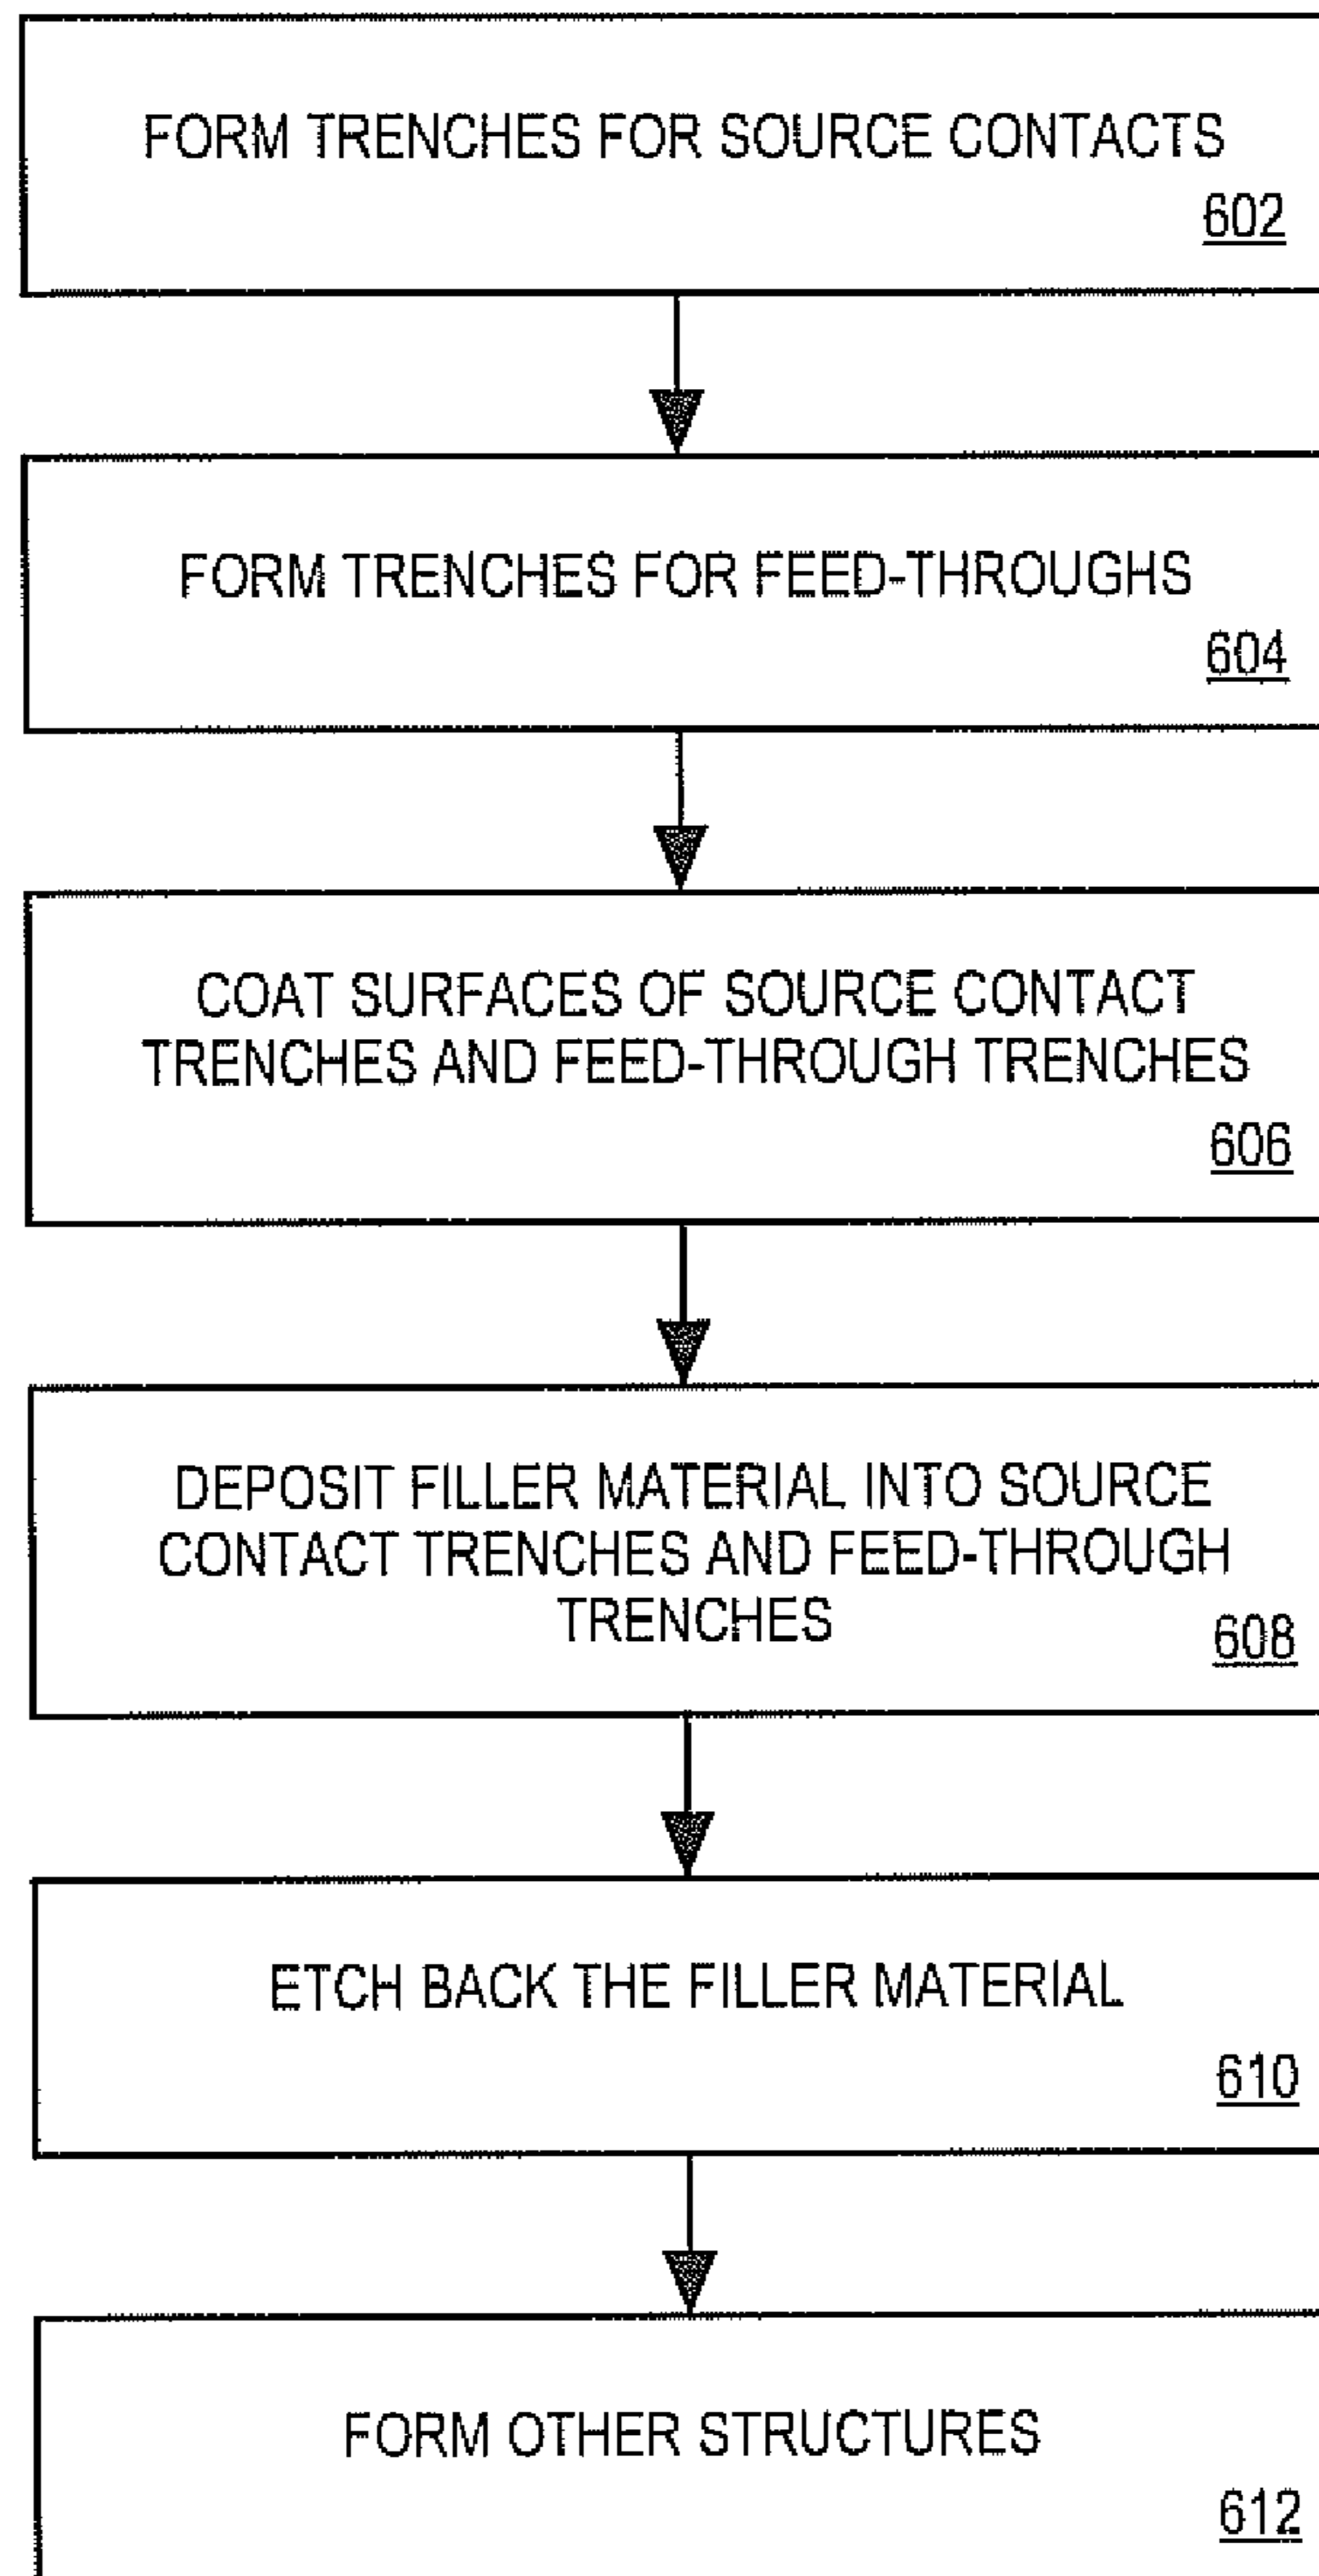 FORM TRENCHES FOR SOURCE CONTACTS
602
FORM TRENCHES FOR FEED-THROUGHS
604
COAT SURFACES OF SOURCE CONTACT
TRENCHES AND FEED-THROUGH TRENCHES
606
DEPOSIT FILLER MATERIAL INTO SOURCE
CONTACT TRENCHES AND FEED-THROUGH
TRENCHES
608
ETCH BACK THE FILLER MATERIAL
610
FORM OTHER STRUCTURES
612